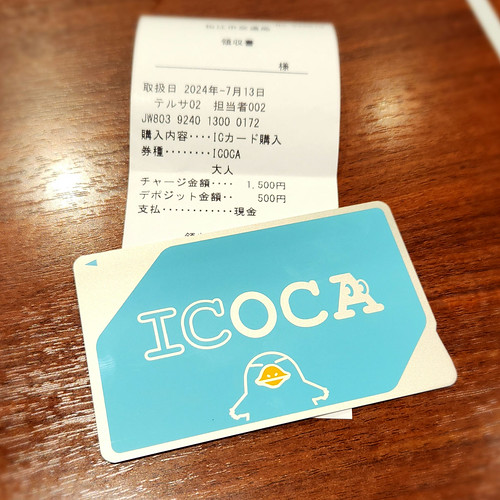 領収書
様
取扱日 2024年-7月13日
テルサ02 担当者002
JW803 9240 1300 0172
購入内容････ICカード購入
券種････････ICOCA
大人
チャージ金額････ 1,500円
デポジット金額･･ 500円
支払････････････現金
ICOCA